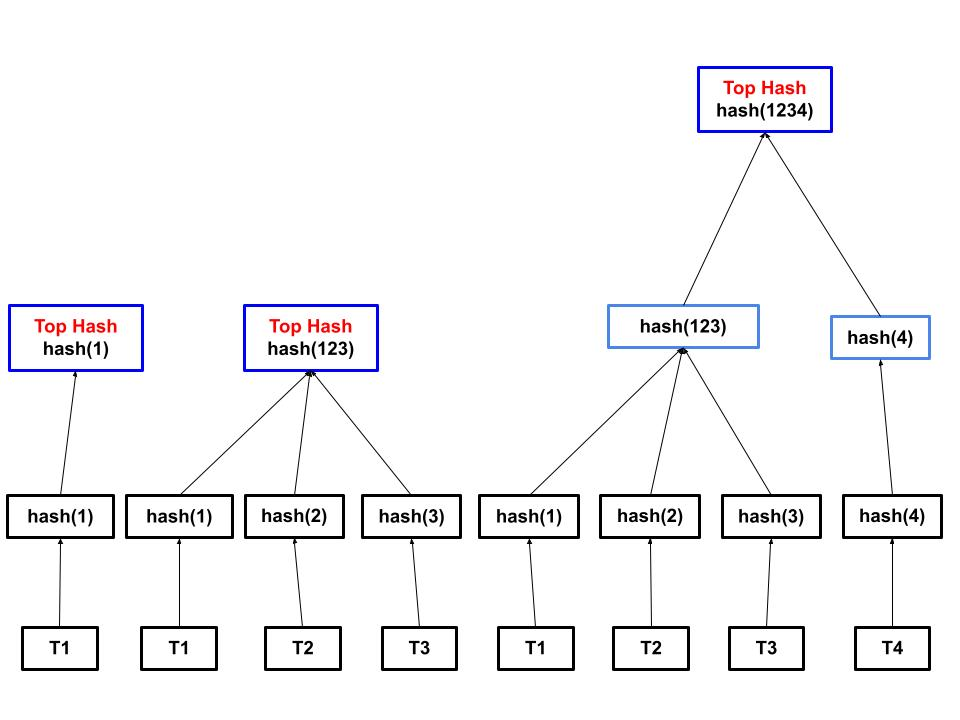 Top Hash
hash(1234)
Top Hash
hash(1)
Top Hash
hash(123)
hash(123)
hash(4)
hash(1)
hash(1)
hash(2)
hash(3)
hash(1)
hash(2)
hash(3)
hash(4)
T1
T1
T2
T3
T1
T2
T3
T4